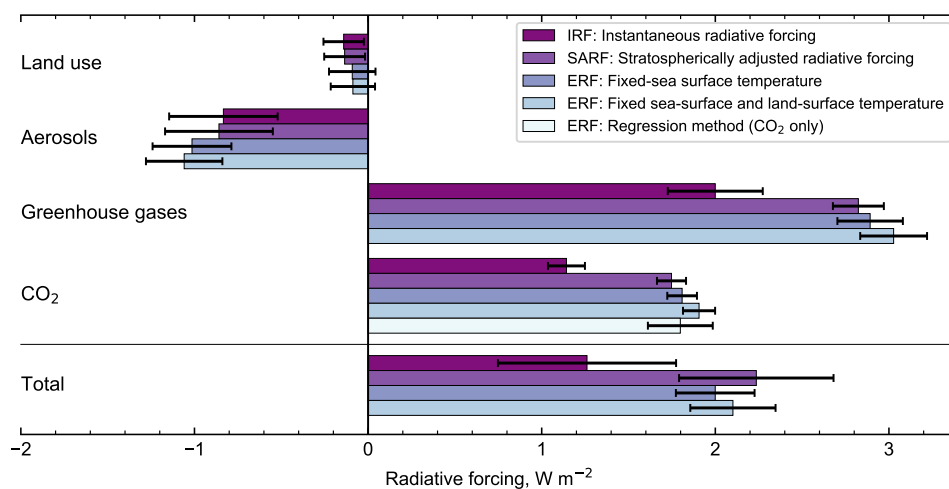 IRF: Instantaneous radiative forcing
SARF: Stratospherically adjusted radiative forcing
ERF: Fixed-sea surface temperature
ERF: Fixed sea-surface and land-surface temperature
ERF: Regression method (CO₂ only)
Land use
Aerosols
Greenhouse gases
CO₂
Total
−2 −1 0 1 2 3
Radiative forcing, W m⁻²